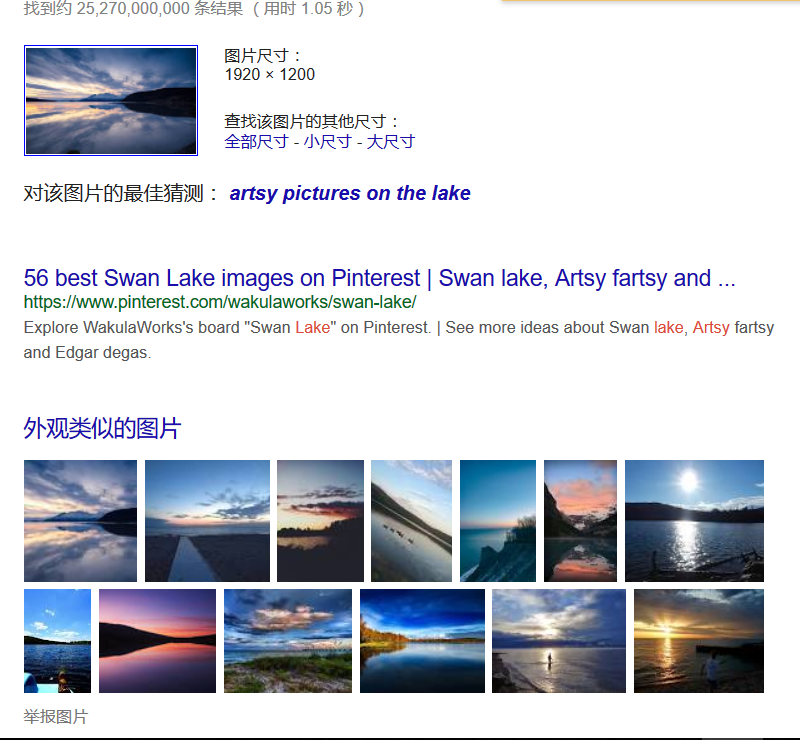 找到约 25,270,000,000 条结果 （用时 1.05 秒）
图片尺寸：
1920 × 1200
查找该图片的其他尺寸：
全部尺寸 - 小尺寸 - 大尺寸
对该图片的最佳猜测： artsy pictures on the lake
56 best Swan Lake images on Pinterest | Swan lake, Artsy fartsy and ...
https://www.pinterest.com/wakulaworks/swan-lake/
Explore WakulaWorks's board "Swan Lake" on Pinterest. | See more ideas about Swan lake, Artsy fartsy
and Edgar degas.
外观类似的图片
举报图片